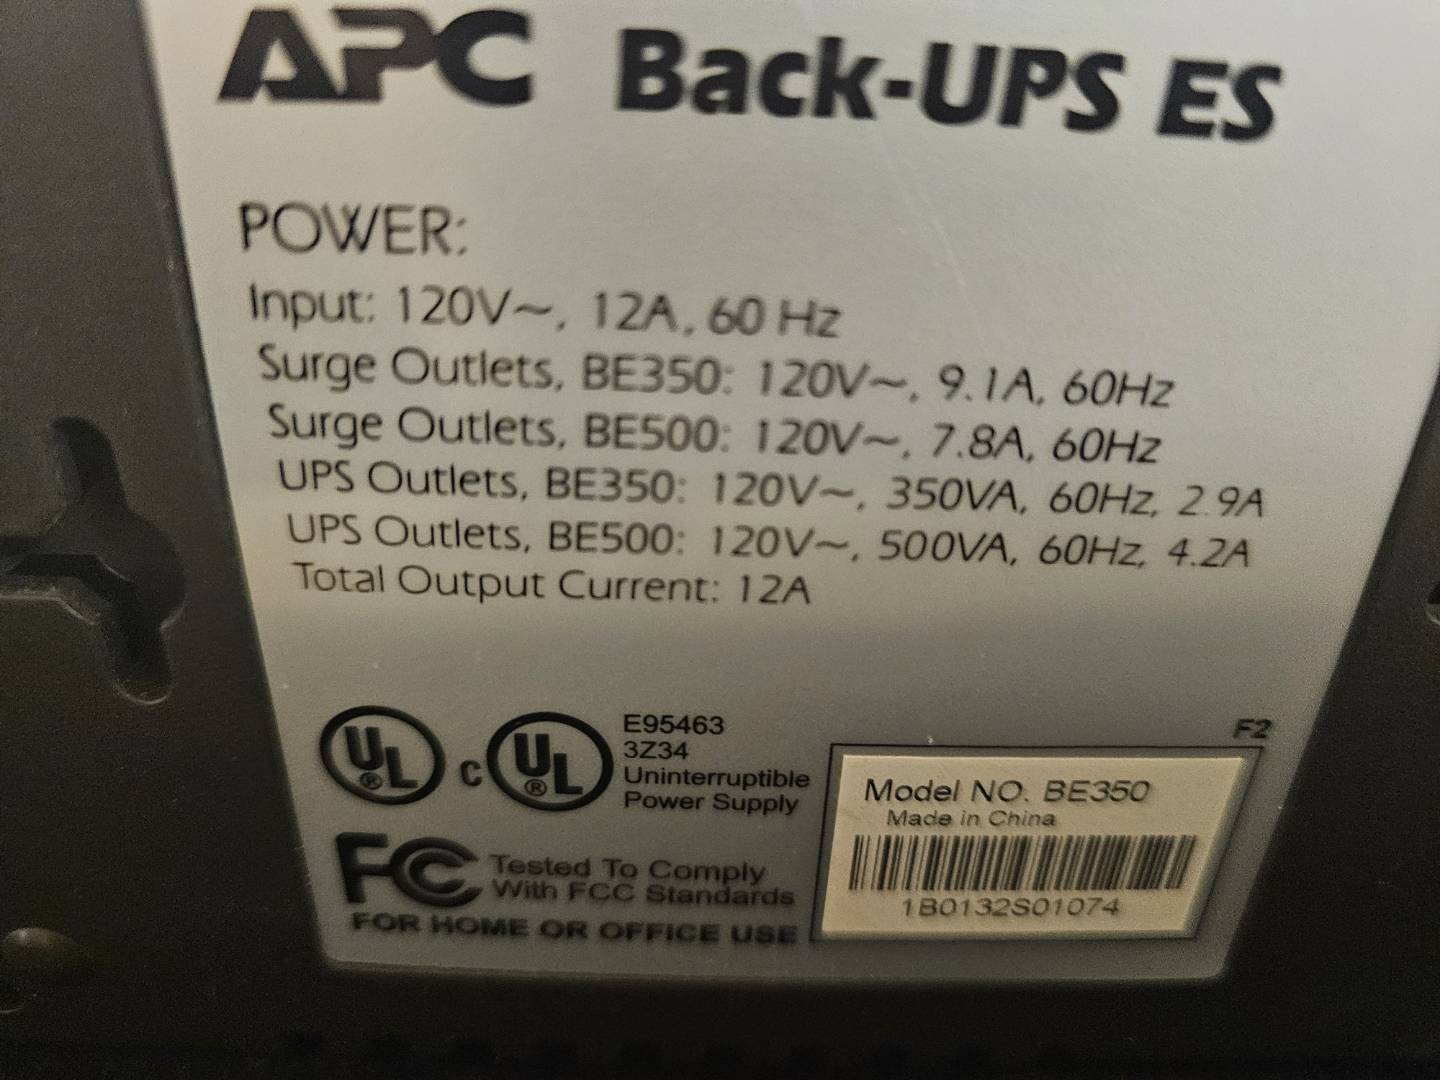 APC Back-UPS ES
POWER:
Input: 120V~, 12A, 60 Hz
Surge Outlets, BE350: 120V~, 9.1A, 60Hz
Surge Outlets, BE500: 120V~, 7.8A, 60Hz
UPS Outlets, BE350: 120V~, 350VA, 60Hz, 2.9A
UPS Outlets, BE500: 120V~, 500VA, 60Hz, 4.2A
Total Output Current: 12A
UL® c UL®
E95463
3Z34
Uninterruptible
Power Supply
FC Tested To Comply
With FCC Standards
FOR HOME OR OFFICE USE
F2
Model NO. BE350
Made in China
1B0132S01074